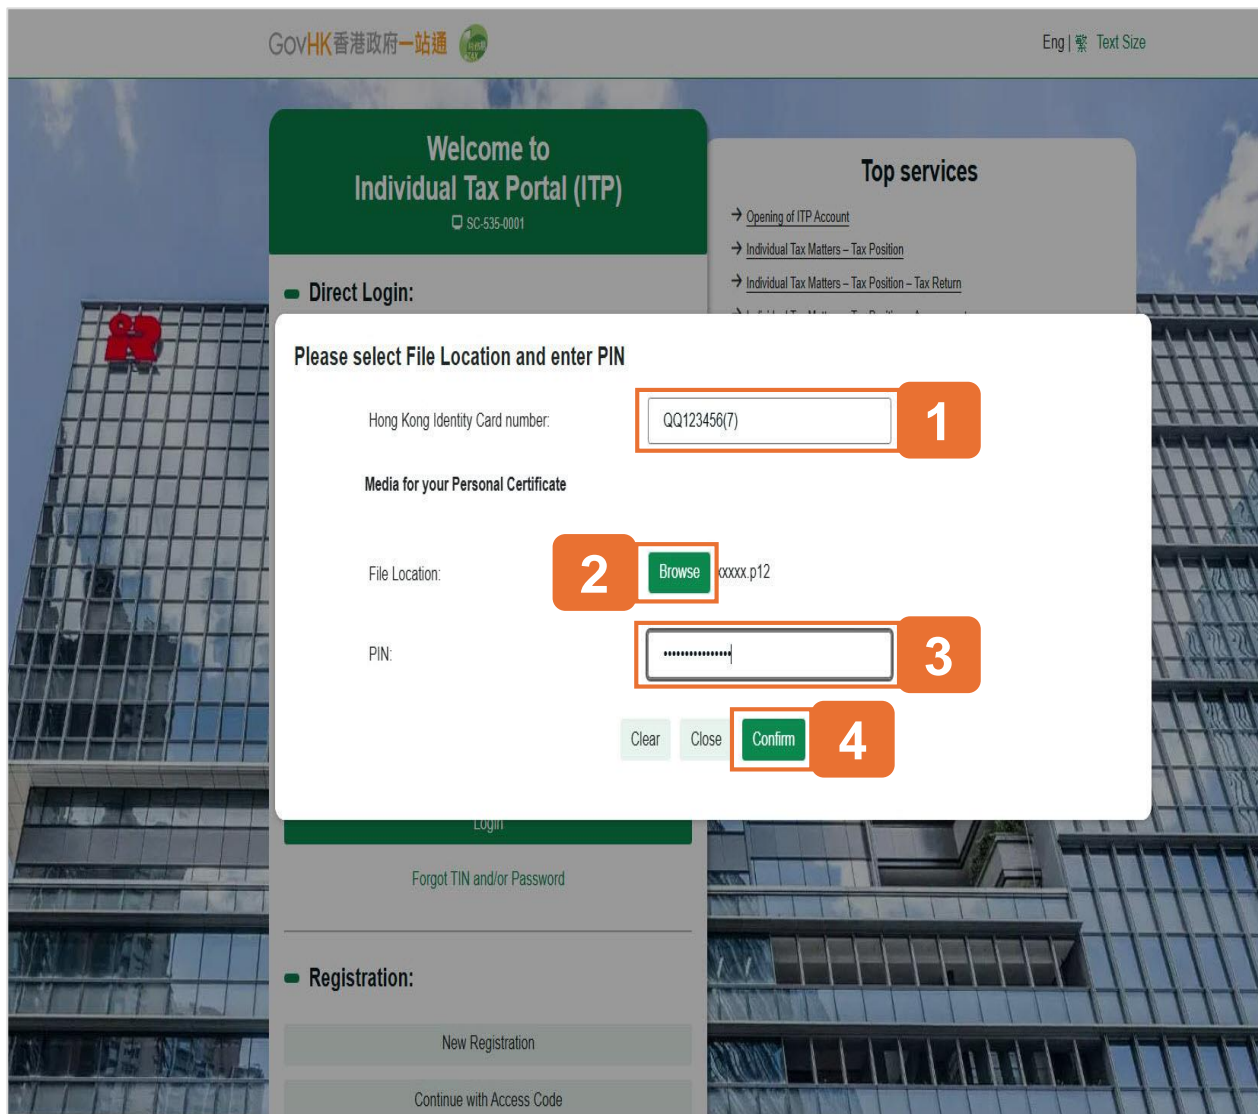 GovHK香港政府一站通
Eng | 繁 Text Size
Welcome to
Individual Tax Portal (ITP)
SC-535-0001
Top services
Opening of ITP Account
Individual Tax Matters – Tax Position
Individual Tax Matters – Tax Position – Tax Return
Direct Login:
Please select File Location and enter PIN
Hong Kong Identity Card number: QQ123456(7) 1
Media for your Personal Certificate
File Location: 2 Browse xxxxx.p12
PIN: •••••••••••••••• 3
Clear Close Confirm 4
Login
Forgot TIN and/or Password
Registration:
New Registration
Continue with Access Code